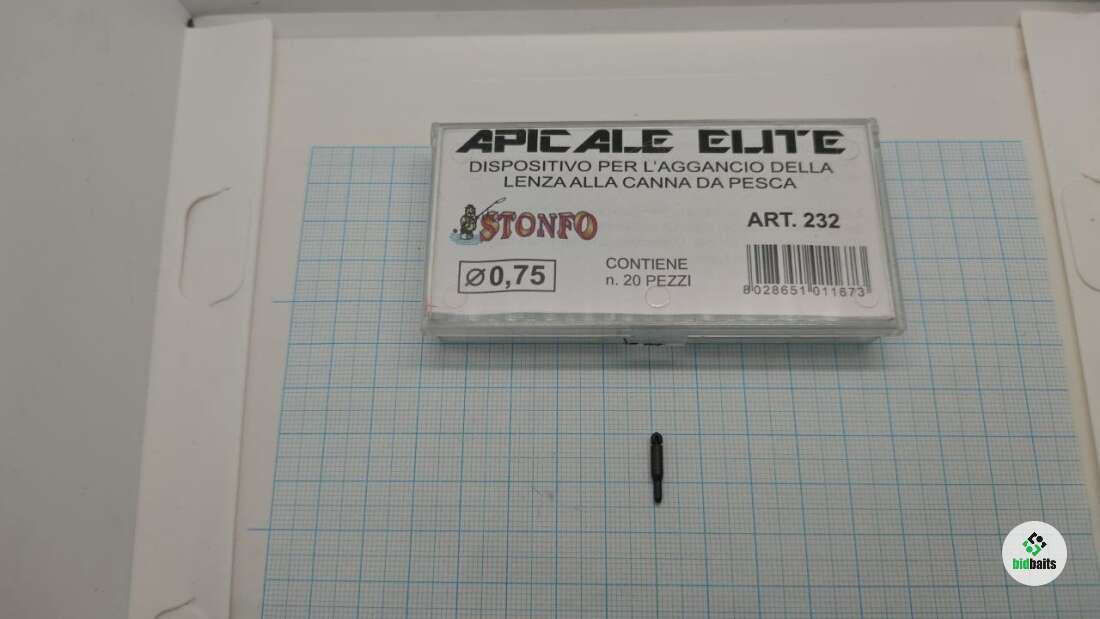 APICALE ELITE
DISPOSITIVO PER L'AGGANCIO DELLA
LENZA ALLA CANNA DA PESCA
STONFO
ART. 232
Ø 0,75
CONTIENE
n. 20 PEZZI
8 028651 011873
bidbaits